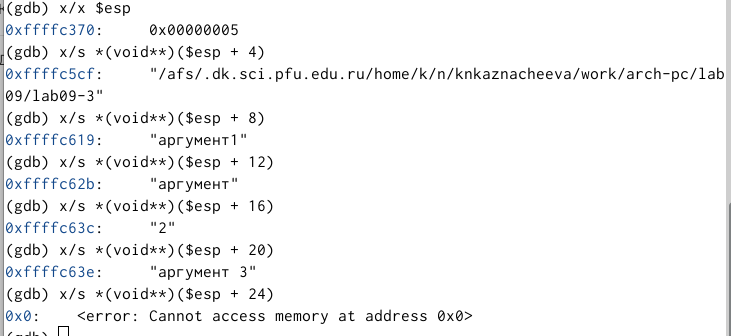 (gdb) x/x $esp
0xffffc370:     0x00000005
(gdb) x/s *(void**)($esp + 4)
0xffffc5cf:     "/afs/.dk.sci.pfu.edu.ru/home/k/n/knkaznacheeva/work/arch-pc/lab
09/lab09-3"
(gdb) x/s *(void**)($esp + 8)
0xffffc619:     "аргумент1"
(gdb) x/s *(void**)($esp + 12)
0xffffc62b:     "аргумент"
(gdb) x/s *(void**)($esp + 16)
0xffffc63c:     "2"
(gdb) x/s *(void**)($esp + 20)
0xffffc63e:     "аргумент 3"
(gdb) x/s *(void**)($esp + 24)
0x0:    <error: Cannot access memory at address 0x0>
(gdb)